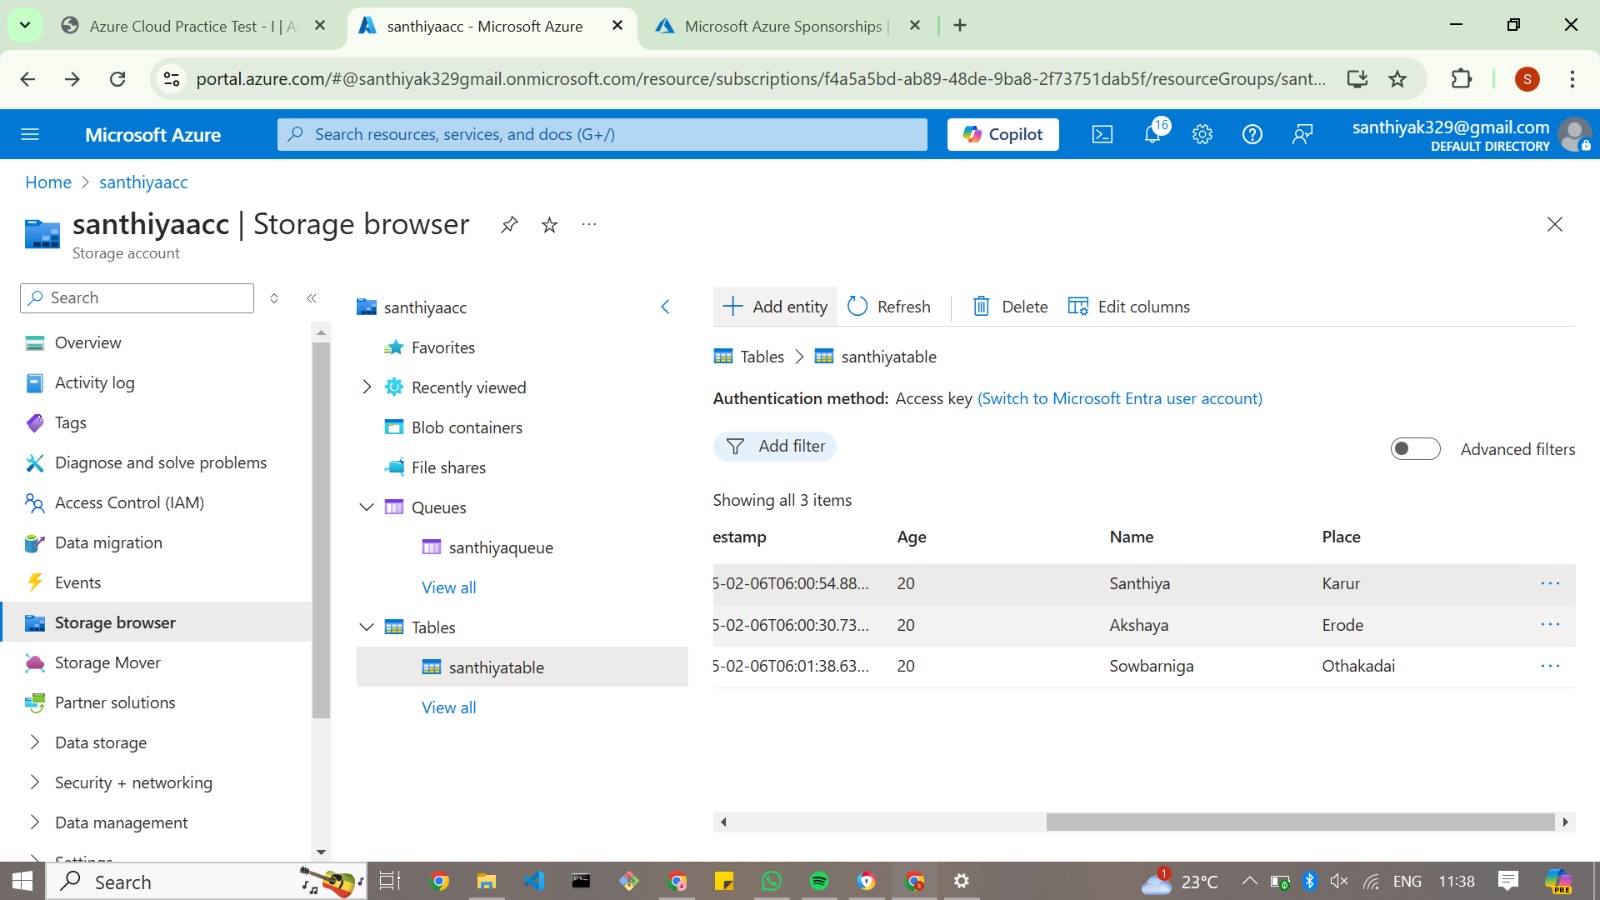 Azure Cloud Practice Test - I | A
santhiyaacc - Microsoft Azure
Microsoft Azure Sponsorships |
portal.azure.com/#@santhiyak329gmail.onmicrosoft.com/resource/subscriptions/f4a5a5bd-ab89-48de-9ba8-2f73751dab5f/resourceGroups/sant...
S
Microsoft Azure
Search resources, services, and docs (G+/)
Copilot
16
santhiyak329@gmail.com
DEFAULT DIRECTORY
Home > santhiyaacc
santhiyaacc | Storage browser
Storage account
Search
Overview
Activity log
Tags
Diagnose and solve problems
Access Control (IAM)
Data migration
Events
Storage browser
Storage Mover
Partner solutions
Data storage
Security + networking
Data management
Settings
santhiyaacc
Favorites
Recently viewed
Blob containers
File shares
Queues
santhiyaqueue
View all
Tables
santhiyatable
View all
Add entity
Refresh
Delete
Edit columns
Tables > santhiyatable
Authentication method: Access key (Switch to Microsoft Entra user account)
Add filter
Advanced filters
Showing all 3 items
estamp Age Name Place
5-02-06T06:00:54.88... 20 Santhiya Karur
5-02-06T06:00:30.73... 20 Akshaya Erode
5-02-06T06:01:38.63... 20 Sowbarniga Othakadai
Search
1
23°C
ENG
11:38
PRE